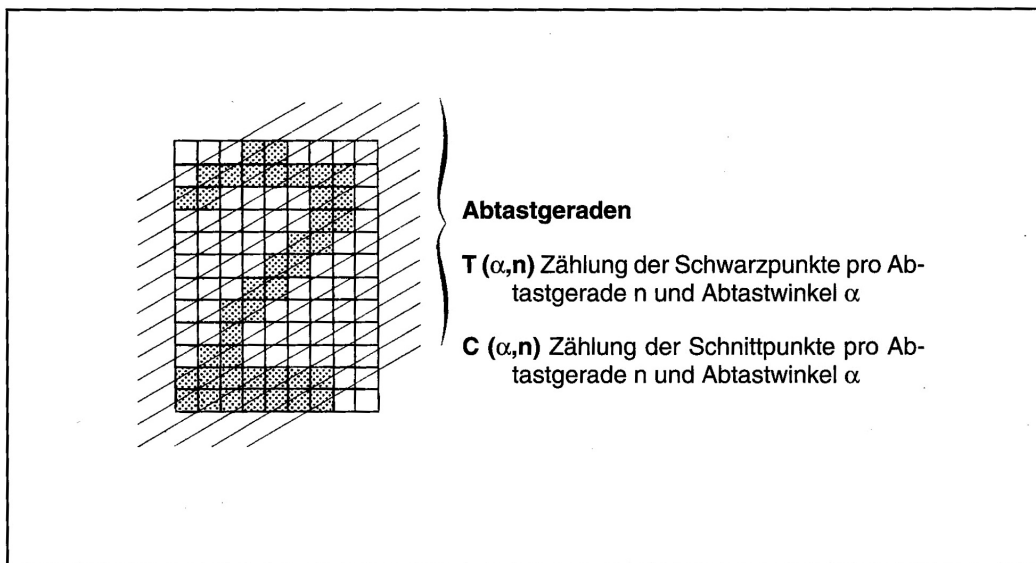 Abtastgeraden
T (α,n) Zählung der Schwarzpunkte pro Ab-
tastgerade n und Abtastwinkel α
C (α,n) Zählung der Schnittpunkte pro Ab-
tastgerade n und Abtastwinkel α